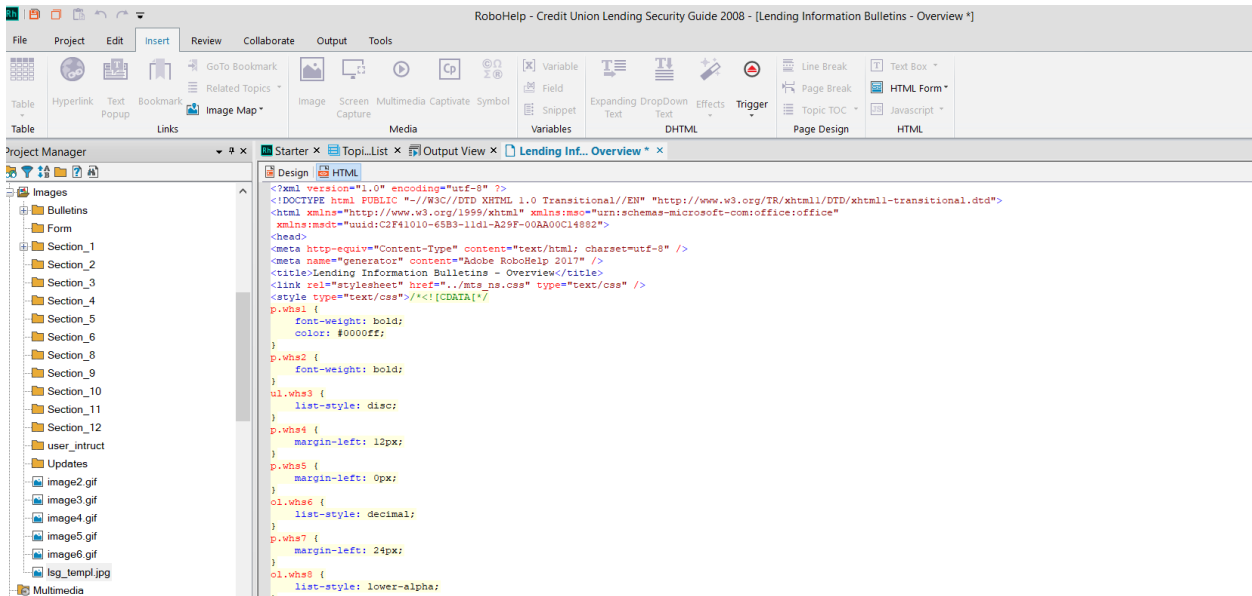 Rh
RoboHelp - Credit Union Lending Security Guide 2008 - [Lending Information Bulletins - Overview *]
File Project Edit Insert Review Collaborate Output Tools
Table
Table
Hyperlink Text Popup Bookmark
GoTo Bookmark
Related Topics
Image Map
Links
Image Screen Capture Multimedia Captivate Symbol
Cp
Media
Variable
Field
Snippet
Variables
Expanding Text DropDown Text Effects Trigger
DHTML
Line Break
Page Break
Topic TOC
Page Design
Text Box
HTML Form
Javascript
HTML
Project Manager
Starter Topi...List Output View Lending Inf... Overview *
Design HTML
Images
Bulletins
Form
Section_1
Section_2
Section_3
Section_4
Section_5
Section_6
Section_8
Section_9
Section_10
Section_11
Section_12
user_intruct
Updates
image2.gif
image3.gif
image4.gif
image5.gif
image6.gif
lsg_templ.jpg
Multimedia
<?xml version="1.0" encoding="utf-8" ?>
<!DOCTYPE html PUBLIC "-//W3C//DTD XHTML 1.0 Transitional//EN" "http://www.w3.org/TR/xhtml1/DTD/xhtml1-transitional.dtd">
<html xmlns="http://www.w3.org/1999/xhtml" xmlns:mso="urn:schemas-microsoft-com:office:office"
xmlns:msdt="uuid:C2F41010-65B3-11d1-A29F-00AA00C14882">
<head>
<meta http-equiv="Content-Type" content="text/html; charset=utf-8" />
<meta name="generator" content="Adobe RoboHelp 2017" />
<title>Lending Information Bulletins - Overview</title>
<link rel="stylesheet" href="../mts_ns.css" type="text/css" />
<style type="text/css">/*<![CDATA[*/
p.whs1 {
font-weight: bold;
color: #0000ff;
}
p.whs2 {
font-weight: bold;
}
ul.whs3 {
list-style: disc;
}
p.whs4 {
margin-left: 12px;
}
p.whs5 {
margin-left: 0px;
}
ol.whs6 {
list-style: decimal;
}
p.whs7 {
margin-left: 24px;
}
ol.whs8 {
list-style: lower-alpha;